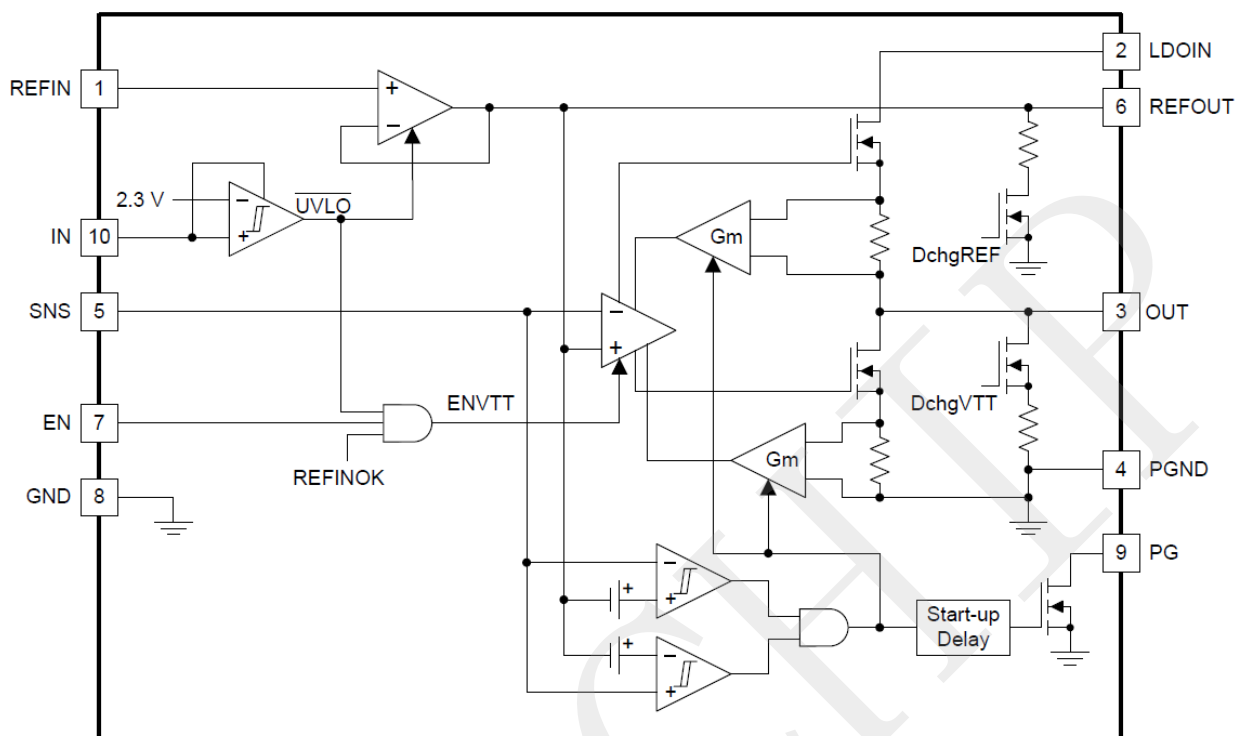 2 LDOIN
REFIN 1
+
−
6 REFOUT
2.3 V
−
+
UVLO
IN 10
Gm
DchgREF
SNS 5
−
+
3 OUT
EN 7
ENVTT
DchgVTT
REFINOK
Gm
4 PGND
GND 8
9 PG
−
+
+
Start-up
Delay
+
−
+
CHIP